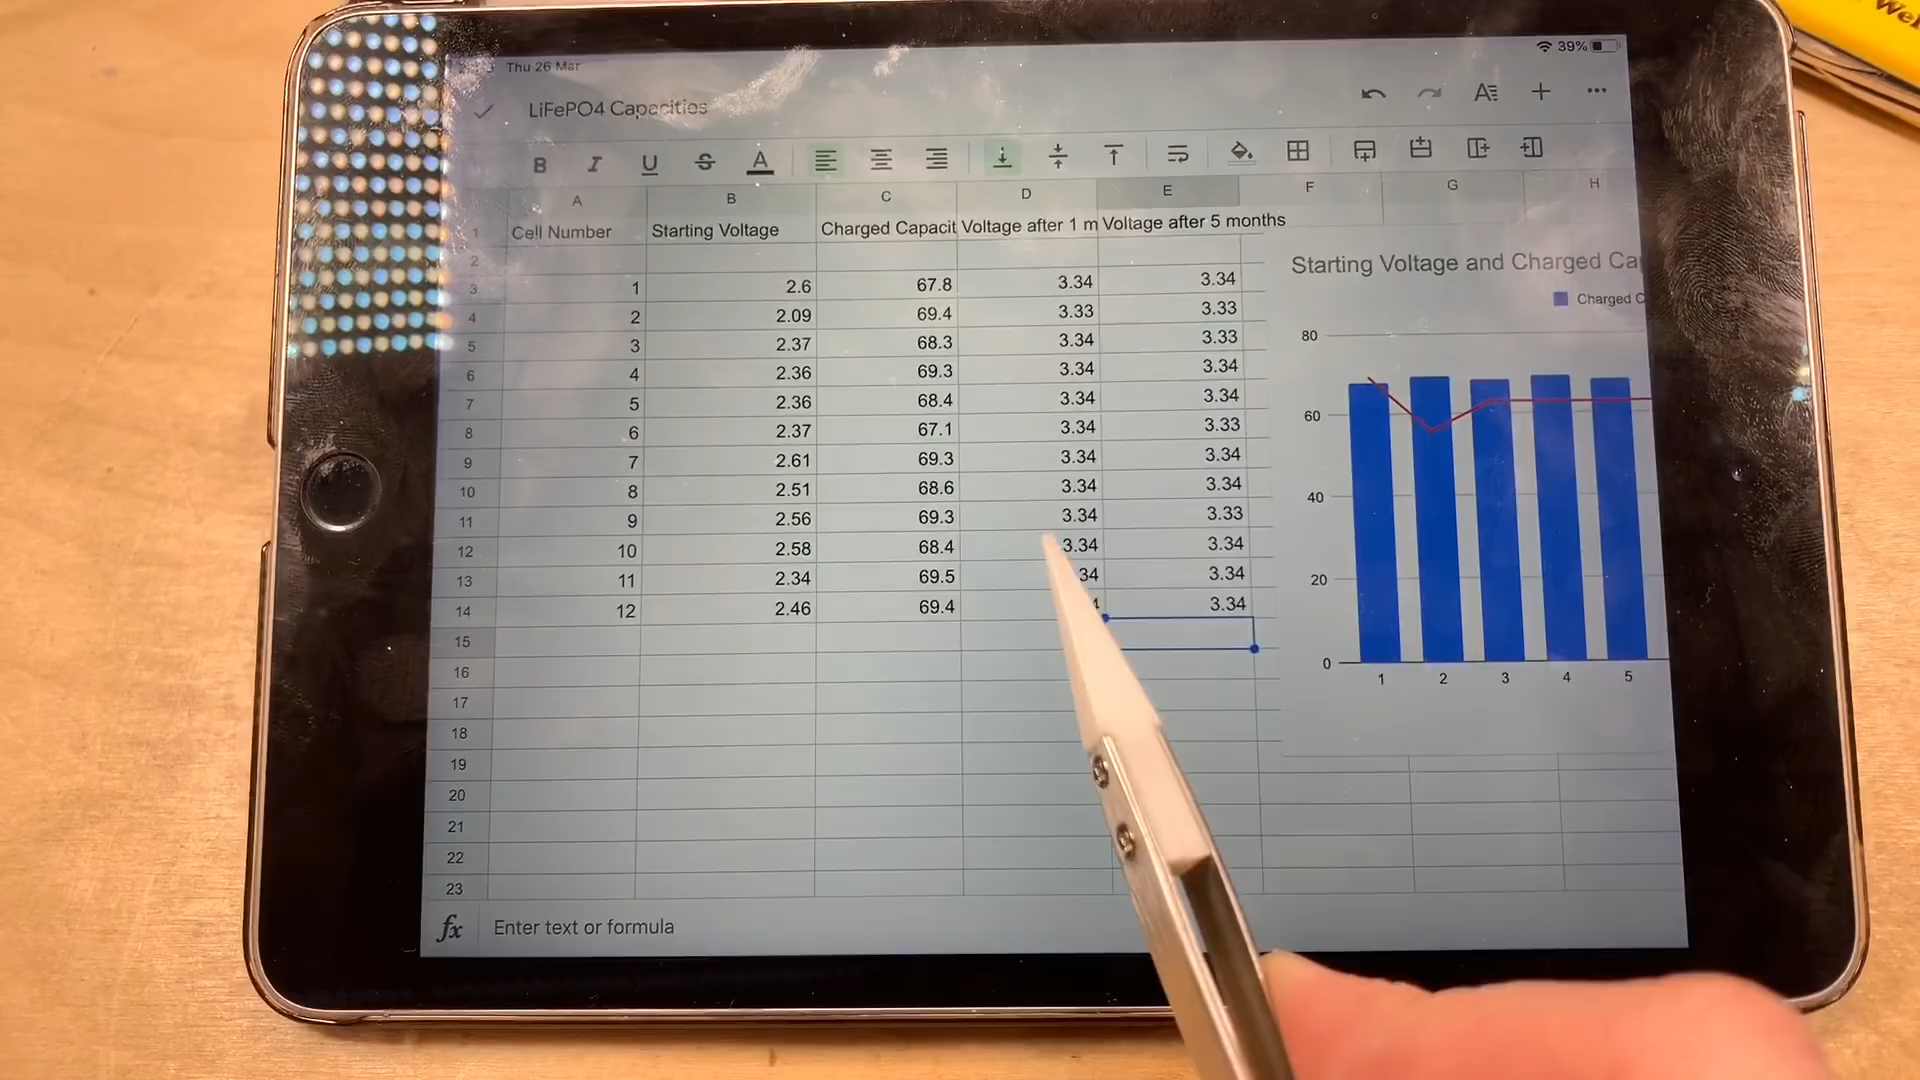 Thu 26 Mar
39%
LiFePO4 Capacities
B I U S A
A B C D E F G H
1 Cell Number Starting Voltage Charged Capacit Voltage after 1 m Voltage after 5 months
2
3 1 2.6 67.8 3.34 3.34
4 2 2.09 69.4 3.33 3.33
5 3 2.37 68.3 3.34 3.33
6 4 2.36 69.3 3.34 3.34
7 5 2.36 68.4 3.34 3.34
8 6 2.37 67.1 3.34 3.33
9 7 2.61 69.3 3.34 3.34
10 8 2.51 68.6 3.34 3.34
11 9 2.56 69.3 3.34 3.33
12 10 2.58 68.4 3.34 3.34
13 11 2.34 69.5 34 3.34
14 12 2.46 69.4 4 3.34
15
16
17
18
19
20
21
22
23
Starting Voltage and Charged Ca
Charged C
80
60
40
20
0
1 2 3 4 5
fx Enter text or formula